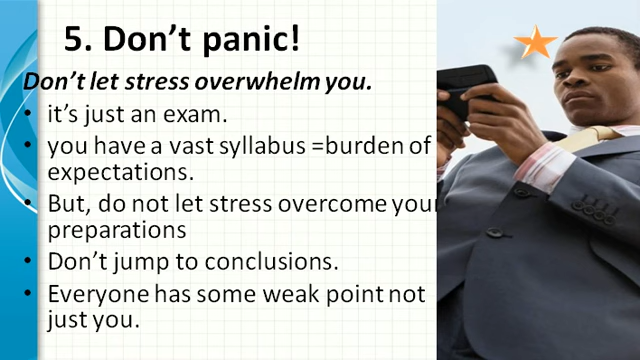 5. Don't panic!
Don't let stress overwhelm you.
• it's just an exam.
• you have a vast syllabus =burden of
expectations.
• But, do not let stress overcome your
preparations
• Don't jump to conclusions.
• Everyone has some weak point not
just you.